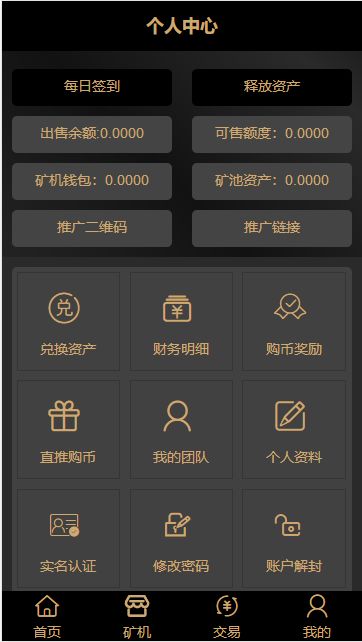 个人中心
每日签到 释放资产
出售余额:0.0000 可售额度：0.0000
矿机钱包：0.0000 矿池资产：0.0000
推广二维码 推广链接
兑
¥
兑换资产 财务明细 购币奖励
直推购币 我的团队 个人资料
实名认证 修改密码 账户解封
¥
首页 矿机 交易 我的